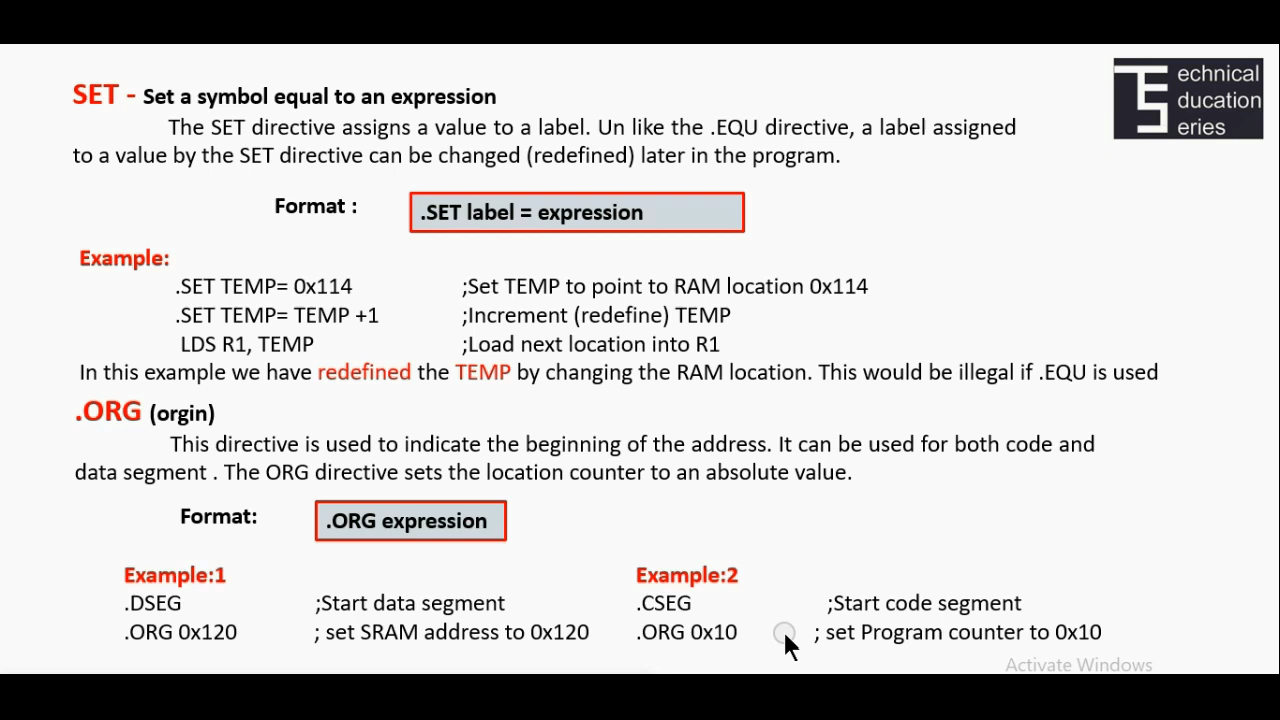 SET - Set a symbol equal to an expression
The SET directive assigns a value to a label. Un like the .EQU directive, a label assigned
to a value by the SET directive can be changed (redefined) later in the program.
Format :
.SET label = expression
Example:
.SET TEMP= 0x114 ;Set TEMP to point to RAM location 0x114
.SET TEMP= TEMP +1 ;Increment (redefine) TEMP
LDS R1, TEMP ;Load next location into R1
In this example we have redefined the TEMP by changing the RAM location. This would be illegal if .EQU is used
.ORG (orgin)
This directive is used to indicate the beginning of the address. It can be used for both code and
data segment . The ORG directive sets the location counter to an absolute value.
Format:
.ORG expression
Example:1
.DSEG ;Start data segment
.ORG 0x120 ; set SRAM address to 0x120
Example:2
.CSEG ;Start code segment
.ORG 0x10 ; set Program counter to 0x10
Technical
Education
Series
Activate Windows